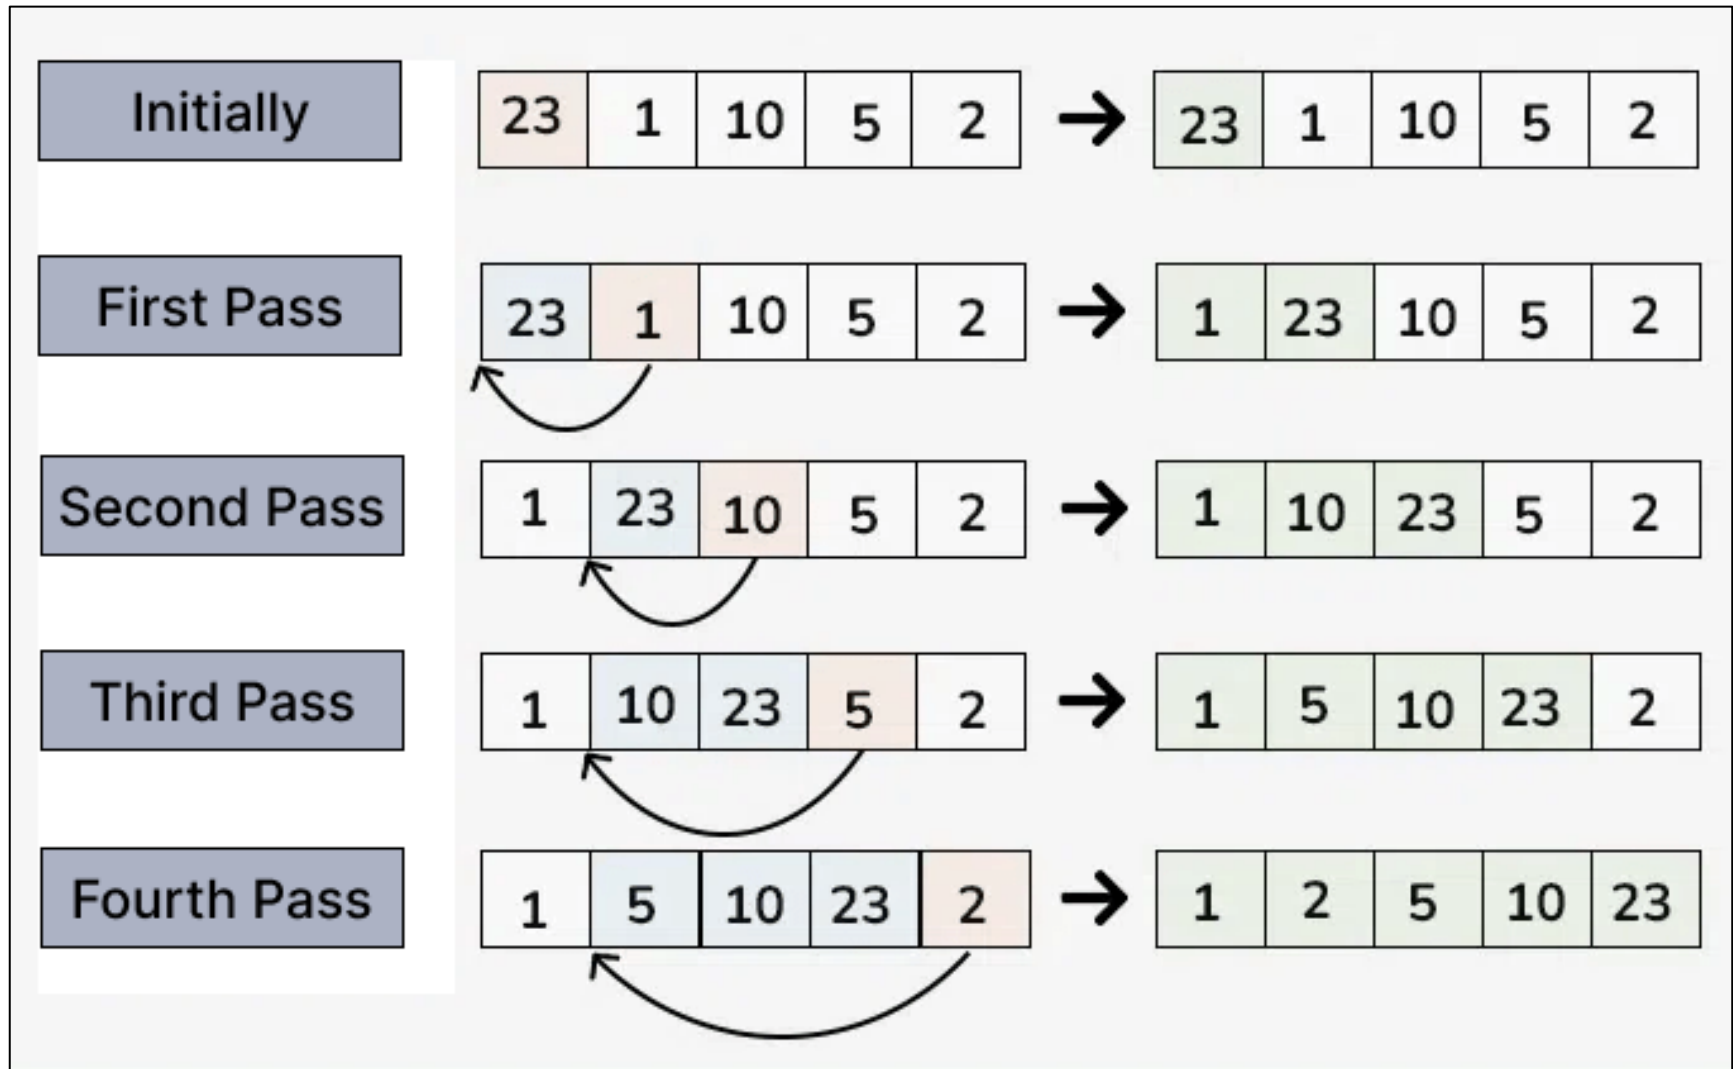 Initially 23 1 10 5 2 23 1 10 5 2
First Pass 23 1 10 5 2 1 23 10 5 2
Second Pass 1 23 10 5 2 1 10 23 5 2
Third Pass 1 10 23 5 2 1 5 10 23 2
Fourth Pass 1 5 10 23 2 1 2 5 10 23